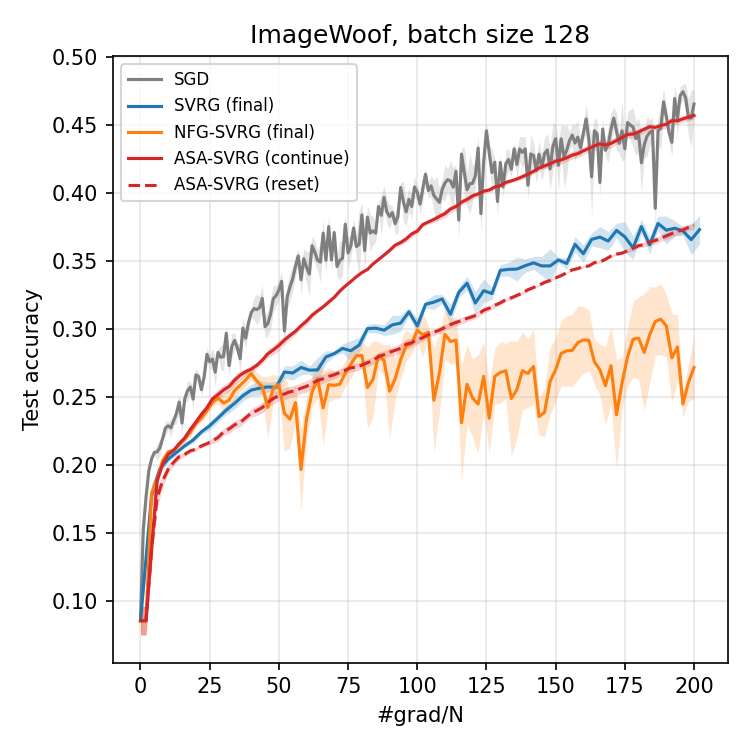 ImageWoof, batch size 128
SGD
SVRG (final)
NFG-SVRG (final)
ASA-SVRG (continue)
ASA-SVRG (reset)
Test accuracy
0.50
0.45
0.40
0.35
0.30
0.25
0.20
0.15
0.10
0 25 50 75 100 125 150 175 200
#grad/N